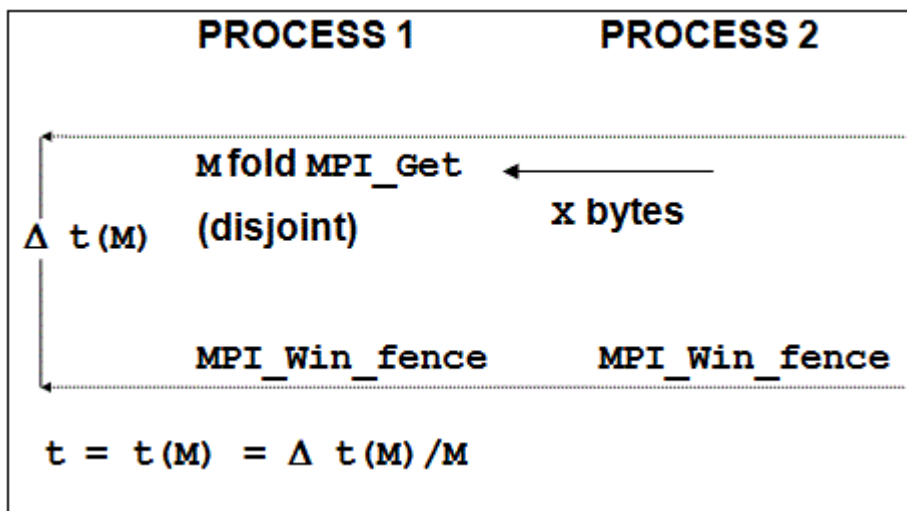 PROCESS 1 PROCESS 2
M fold MPI_Get
(disjoint) x bytes
Δ t(M)
MPI_Win_fence MPI_Win_fence
t = t(M) = Δ t(M)/M